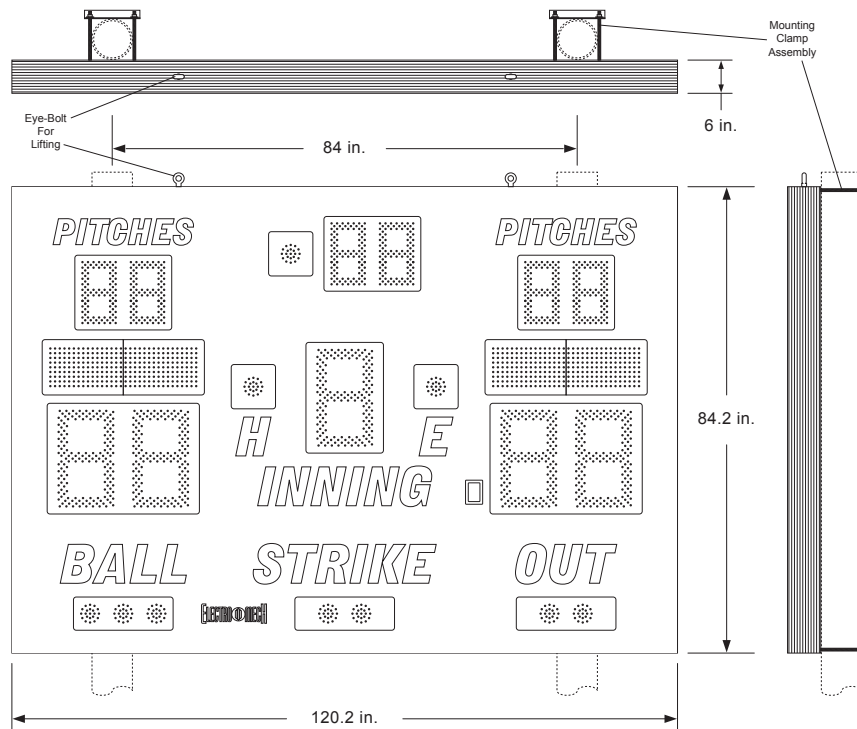 Mounting
Clamp
Assembly
6 in.
Eye-Bolt
For
Lifting
84 in.
PITCHES
PITCHES
H
E
INNING
84.2 in.
BALL
STRIKE
OUT
ELECTRO-MECH
120.2 in.